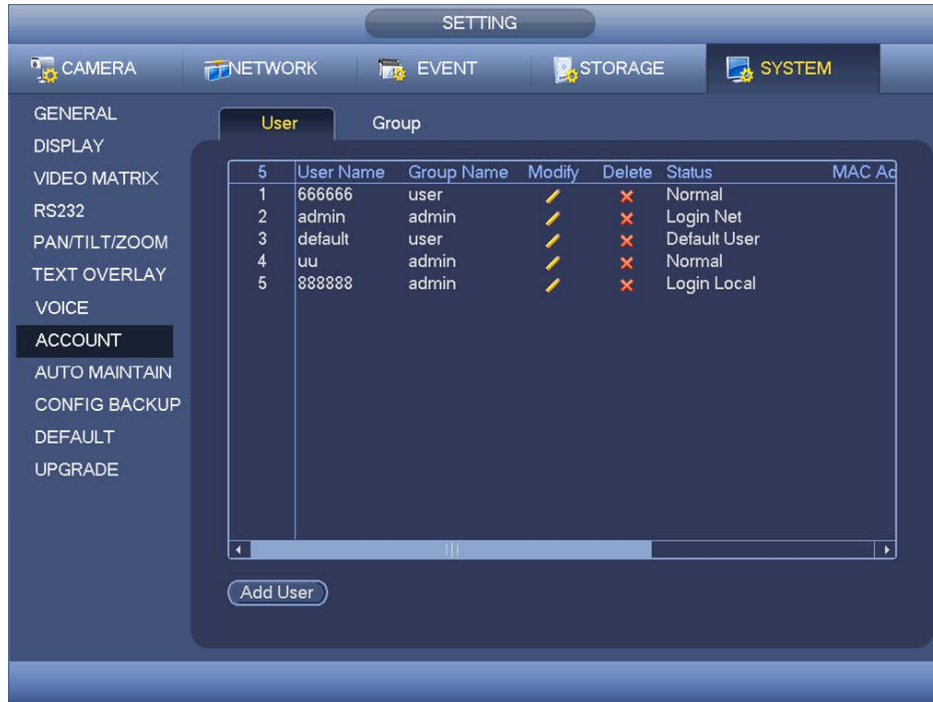 SETTING
CAMERA NETWORK EVENT STORAGE SYSTEM
GENERAL
DISPLAY
VIDEO MATRIX
RS232
PAN/TILT/ZOOM
TEXT OVERLAY
VOICE
ACCOUNT
AUTO MAINTAIN
CONFIG BACKUP
DEFAULT
UPGRADE
User Group
5 User Name Group Name Modify Delete Status MAC Ad
1 666666 user Normal
2 admin admin Login Net
3 default user Default User
4 uu admin Normal
5 888888 admin Login Local
Add User